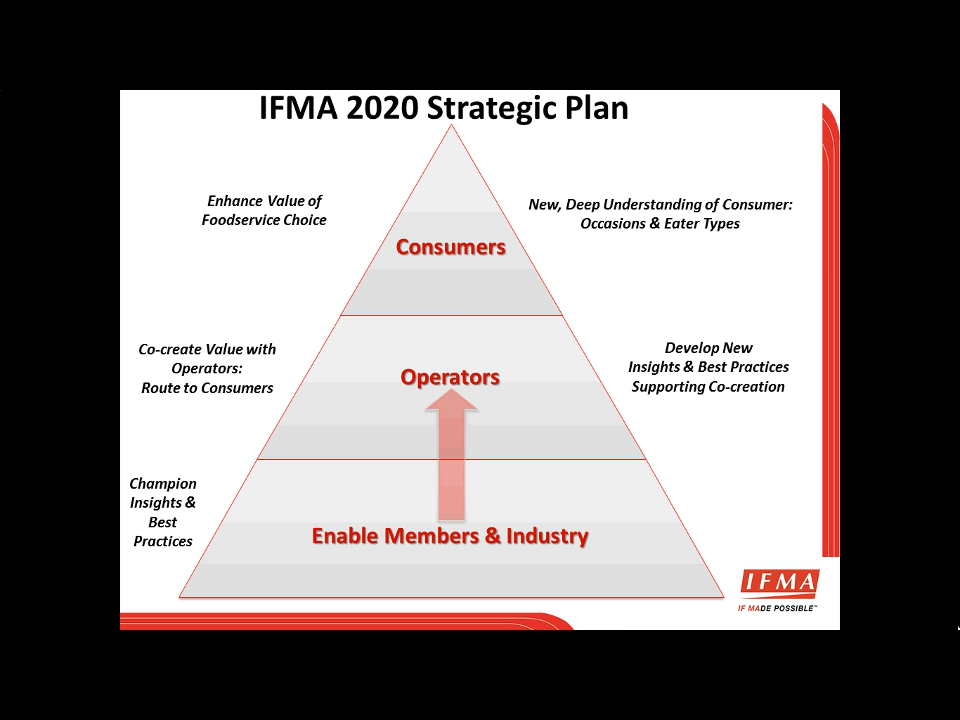 IFMA 2020 Strategic Plan
Enhance Value of
Foodservice Choice
New, Deep Understanding of Consumer:
Occasions & Eater Types
Consumers
Co-create Value with
Operators:
Route to Consumers
Operators
Develop New
Insights & Best Practices
Supporting Co-creation
Champion
Insights &
Best
Practices
Enable Members & Industry
IFMA
IF MADE POSSIBLE™